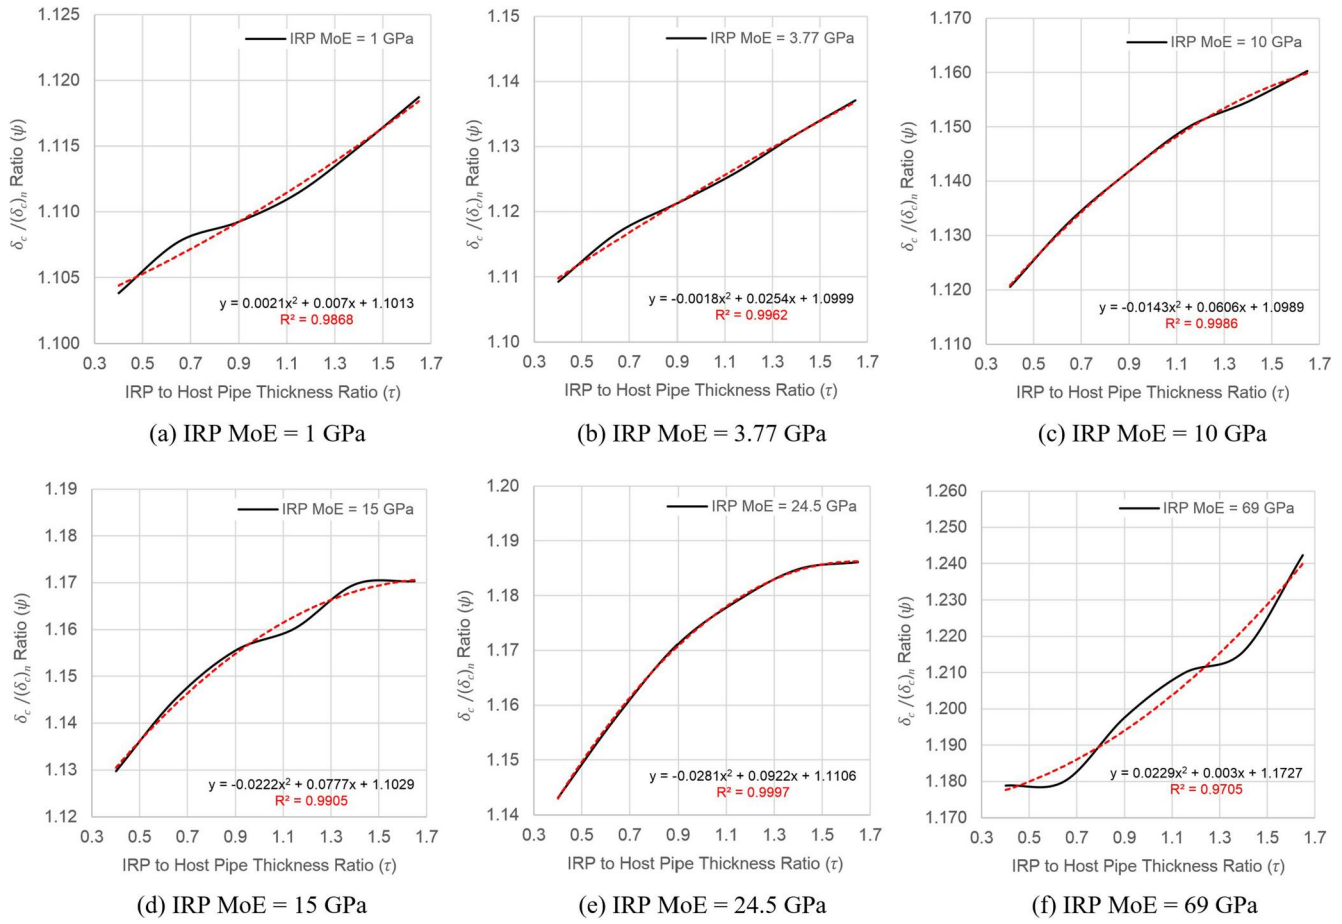 1.125
1.120
1.115
1.110
1.105
1.100
δc /(δc)n Ratio (ψ)
IRP MoE = 1 GPa
y = 0.0021x² + 0.007x + 1.1013
R² = 0.9868
0.3 0.5 0.7 0.9 1.1 1.3 1.5 1.7
IRP to Host Pipe Thickness Ratio (τ)
(a) IRP MoE = 1 GPa
1.15
1.14
1.13
1.12
1.11
1.10
δc /(δc)n Ratio (ψ)
IRP MoE = 3.77 GPa
y = -0.0018x² + 0.0254x + 1.0999
R² = 0.9962
0.3 0.5 0.7 0.9 1.1 1.3 1.5 1.7
IRP to Host Pipe Thickness Ratio (τ)
(b) IRP MoE = 3.77 GPa
1.170
1.160
1.150
1.140
1.130
1.120
1.110
δc /(δc)n Ratio (ψ)
IRP MoE = 10 GPa
y = -0.0143x² + 0.0606x + 1.0989
R² = 0.9986
0.3 0.5 0.7 0.9 1.1 1.3 1.5 1.7
IRP to Host Pipe Thickness Ratio (τ)
(c) IRP MoE = 10 GPa
1.19
1.18
1.17
1.16
1.15
1.14
1.13
1.12
δc /(δc)n Ratio (ψ)
IRP MoE = 15 GPa
y = -0.0222x² + 0.0777x + 1.1029
R² = 0.9905
0.3 0.5 0.7 0.9 1.1 1.3 1.5 1.7
IRP to Host Pipe Thickness Ratio (τ)
(d) IRP MoE = 15 GPa
1.20
1.19
1.18
1.17
1.16
1.15
1.14
δc /(δc)n Ratio (ψ)
IRP MoE = 24.5 GPa
y = -0.0281x² + 0.0922x + 1.1106
R² = 0.9997
0.3 0.5 0.7 0.9 1.1 1.3 1.5 1.7
IRP to Host Pipe Thickness Ratio (τ)
(e) IRP MoE = 24.5 GPa
1.260
1.250
1.240
1.230
1.220
1.210
1.200
1.190
1.180
1.170
δc /(δc)n Ratio (ψ)
IRP MoE = 69 GPa
y = 0.0229x² + 0.003x + 1.1727
R² = 0.9705
0.3 0.5 0.7 0.9 1.1 1.3 1.5 1.7
IRP to Host Pipe Thickness Ratio (τ)
(f) IRP MoE = 69 GPa